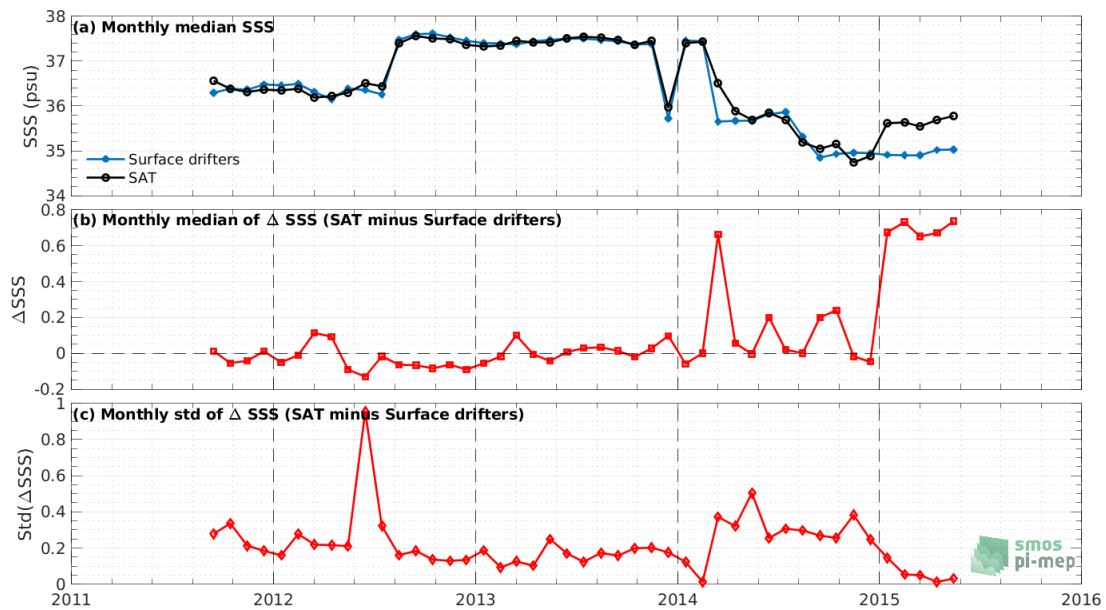 (a) Monthly median SSS
38
37
36
35
34
SSS (psu)
Surface drifters
SAT
(b) Monthly median of Δ SSS (SAT minus Surface drifters)
0.8
0.6
0.4
0.2
0
-0.2
ΔSSS
(c) Monthly std of Δ SSS (SAT minus Surface drifters)
1
0.8
0.6
0.4
0.2
0
Std(ΔSSS)
smos
pi-mep
2011
2012
2013
2014
2015
2016